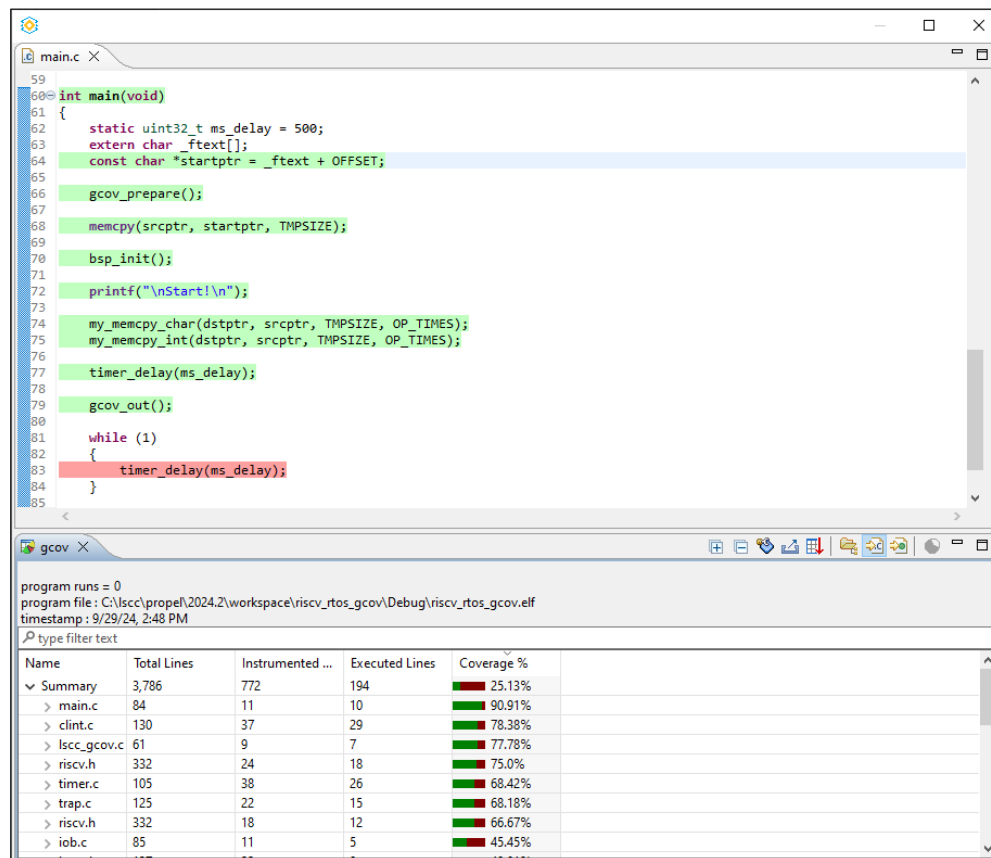 main.c
59
60 int main(void)
61 {
62 static uint32_t ms_delay = 500;
63 extern char _ftext[];
64 const char *startptr = _ftext + OFFSET;
65
66 gcov_prepare();
67
68 memcpy(srcptr, startptr, TMPSIZE);
69
70 bsp_init();
71
72 printf("\nStart!\n");
73
74 my_memcpy_char(dstptr, srcptr, TMPSIZE, OP_TIMES);
75 my_memcpy_int(dstptr, srcptr, TMPSIZE, OP_TIMES);
76
77 timer_delay(ms_delay);
78
79 gcov_out();
80
81 while (1)
82 {
83 timer_delay(ms_delay);
84 }
85
gcov
program runs = 0
program file : C:\lscc\propel\2024.2\workspace\riscv_rtos_gcov\Debug\riscv_rtos_gcov.elf
timestamp : 9/29/24, 2:48 PM
type filter text
Name Total Lines Instrumented ... Executed Lines Coverage %
Summary 3,786 772 194 25.13%
main.c 84 11 10 90.91%
clint.c 130 37 29 78.38%
lscc_gcov.c 61 9 7 77.78%
riscv.h 332 24 18 75.0%
timer.c 105 38 26 68.42%
trap.c 125 22 15 68.18%
riscv.h 332 18 12 66.67%
iob.c 85 11 5 45.45%